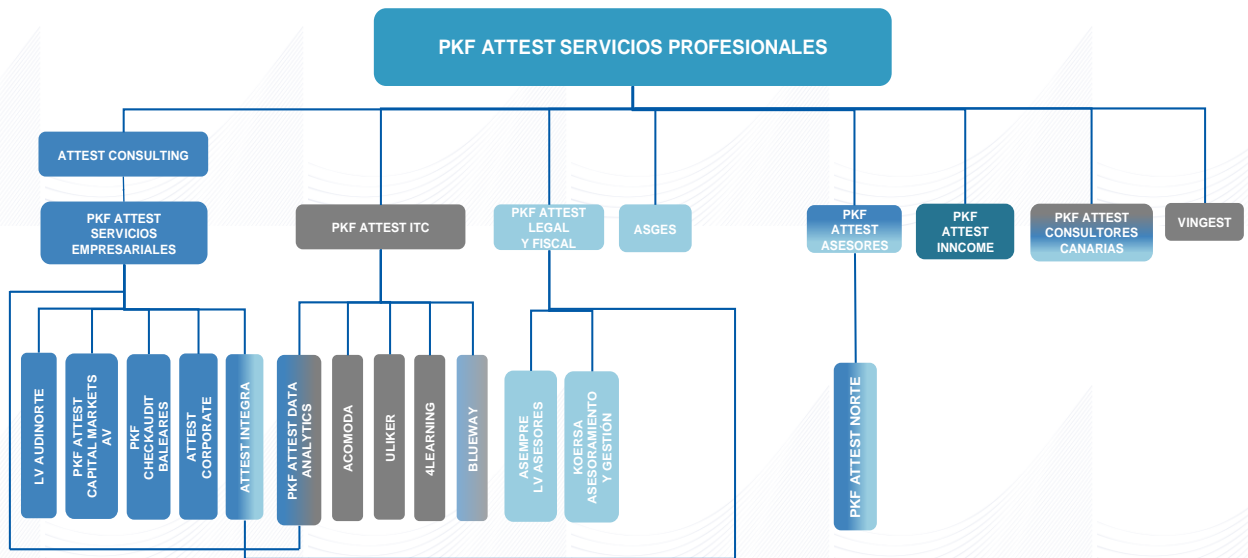 PKF ATTEST SERVICIOS PROFESIONALES
ATTEST CONSULTING
PKF ATTEST
SERVICIOS
EMPRESARIALES
PKF ATTEST ITC
PKF ATTEST
LEGAL
Y FISCAL
ASGES
PKF
ATTEST
ASESORES
PKF
ATTEST
INNCOME
PKF ATTEST
CONSULTORES
CANARIAS
VINGEST
LV AUDINORTE
PKF ATTEST
CAPITAL MARKETS
AV
PKF
CHECKAUDIT
BALEARES
ATTEST
CORPORATE
ATTEST INTEGRA
PKF ATTEST DATA
ANALYTICS
ACOMODA
ULIKER
4LEARNING
BLUEWAY
ASEMPRE
LV ASESORES
KOERSA
ASESORAMIENTO
Y GESTIÓN
PKF ATTEST NORTE